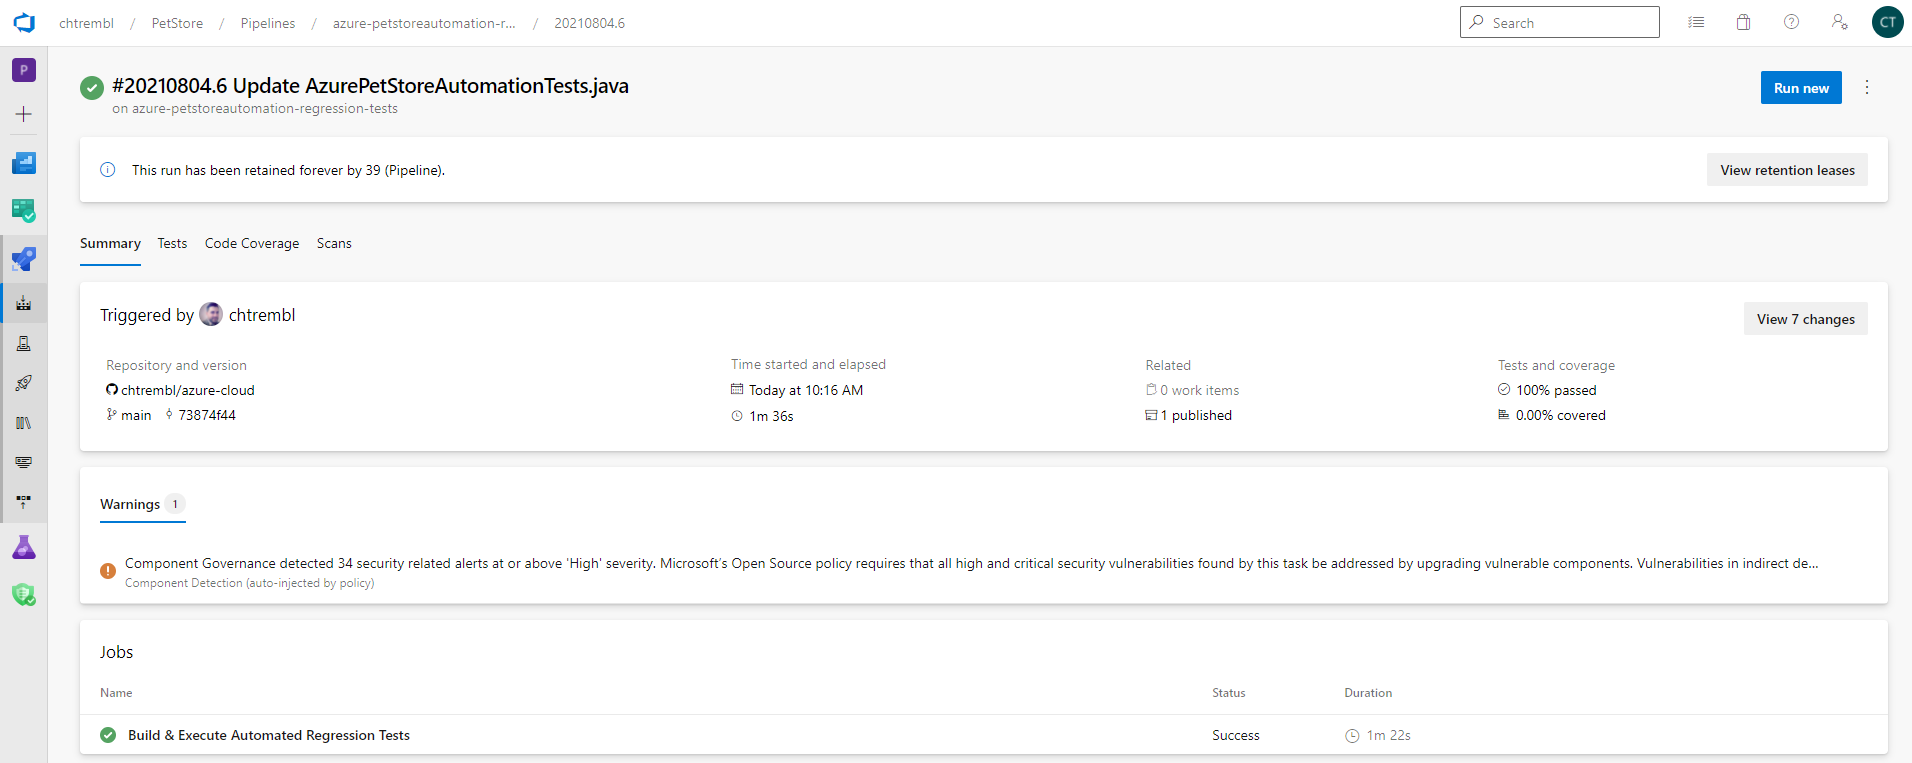 chtrembl / PetStore / Pipelines / azure-petstoreautomation-r... / 20210804.6
Search
CT
P
#20210804.6 Update AzurePetStoreAutomationTests.java
on azure-petstoreautomation-regression-tests
Run new
This run has been retained forever by 39 (Pipeline).
View retention leases
Summary Tests Code Coverage Scans
Triggered by chtrembl
View 7 changes
Repository and version Time started and elapsed Related Tests and coverage
chtrembl/azure-cloud Today at 10:16 AM 0 work items 100% passed
main 73874f44 1m 36s 1 published 0.00% covered
Warnings 1
Component Governance detected 34 security related alerts at or above 'High' severity. Microsoft’s Open Source policy requires that all high and critical security vulnerabilities found by this task be addressed by upgrading vulnerable components. Vulnerabilities in indirect de...
Component Detection (auto-injected by policy)
Jobs
Name Status Duration
Build & Execute Automated Regression Tests Success 1m 22s